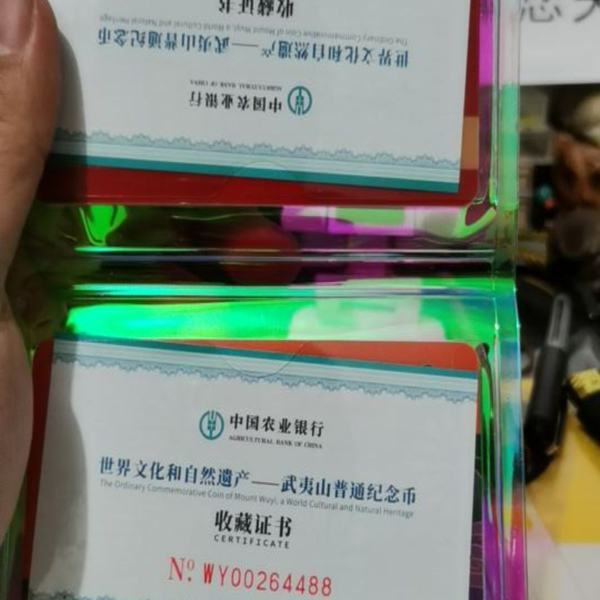 收藏证书
The Ordinary Commemorative Coin of Mount Wuyi, a World Cultural and Natural Heritage
世界文化和自然遗产——武夷山普通纪念币
AGRICULTURAL BANK OF CHINA
中国农业银行
中国农业银行
AGRICULTURAL BANK OF CHINA
世界文化和自然遗产——武夷山普通纪念币
The Ordinary Commemorative Coin of Mount Wuyi, a World Cultural and Natural Heritage
收藏证书
CERTIFICATE
Nº WY00264488